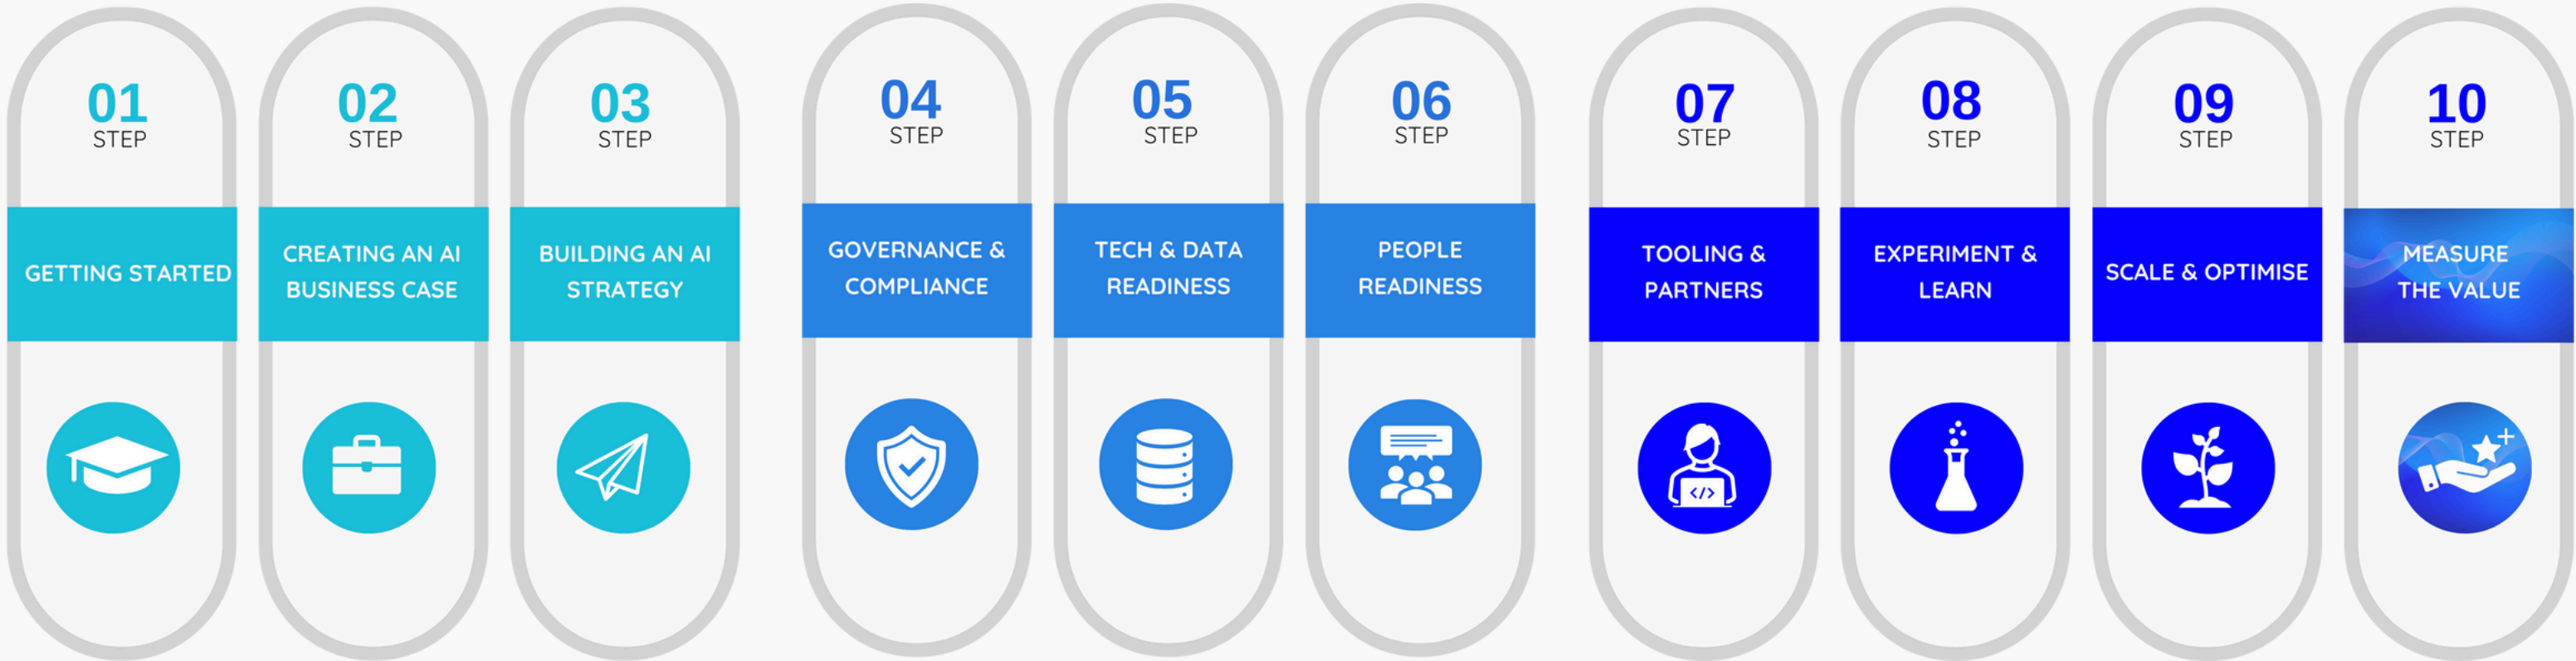 01
STEP
GETTING STARTED
02
STEP
CREATING AN AI
BUSINESS CASE
03
STEP
BUILDING AN AI
STRATEGY
04
STEP
GOVERNANCE &
COMPLIANCE
05
STEP
TECH & DATA
READINESS
06
STEP
PEOPLE
READINESS
07
STEP
TOOLING &
PARTNERS
</>
08
STEP
EXPERIMENT &
LEARN
09
STEP
SCALE & OPTIMISE
10
STEP
MEASURE
THE VALUE